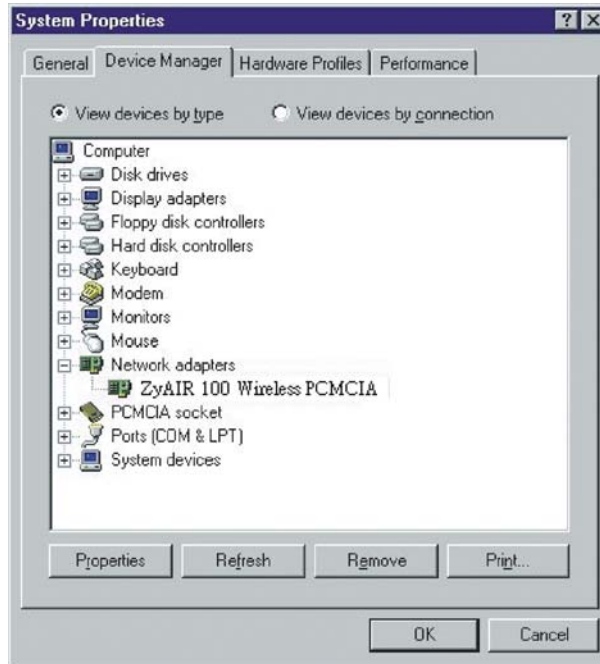 System Properties
General Device Manager Hardware Profiles Performance
View devices by type View devices by connection
Computer
Disk drives
Display adapters
Floppy disk controllers
Hard disk controllers
Keyboard
Modem
Monitors
Mouse
Network adapters
ZyAIR 100 Wireless PCMCIA
PCMCIA socket
Ports (COM & LPT)
System devices
Properties Refresh Remove Print...
OK Cancel